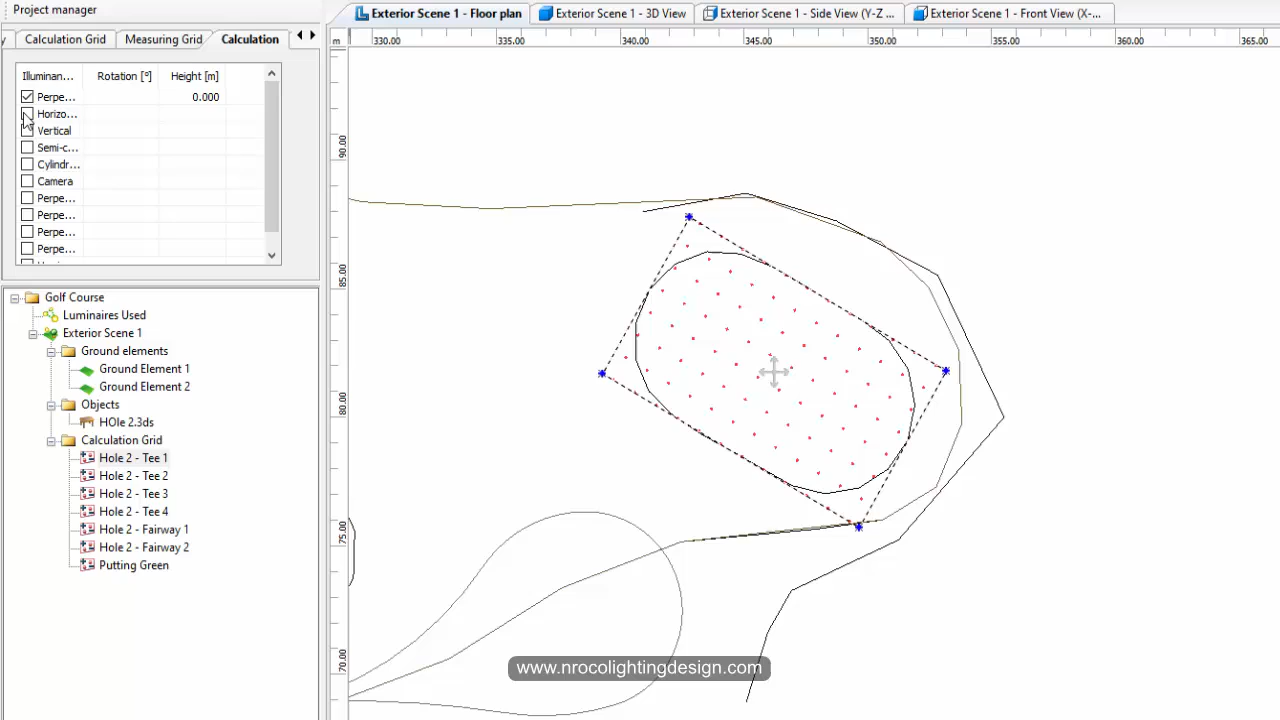 Project manager
Exterior Scene 1 - Floor plan
Exterior Scene 1 - 3D View
Exterior Scene 1 - Side View (Y-Z ...
Exterior Scene 1 - Front View (X-...
y
Calculation Grid
Measuring Grid
Calculation
m
330.00
335.00
340.00
345.00
350.00
355.00
360.00
365.00
Illuminan... Rotation [°] Height [m]
Perpe... 0.000
Horizo...
Vertical
Semi-c...
Cylindr...
Camera
Perpe...
Perpe...
Perpe...
Perpe...
90.00
85.00
80.00
75.00
70.00
Golf Course
Luminaires Used
Exterior Scene 1
Ground elements
Ground Element 1
Ground Element 2
Objects
HOle 2.3ds
Calculation Grid
Hole 2 - Tee 1
Hole 2 - Tee 2
Hole 2 - Tee 3
Hole 2 - Tee 4
Hole 2 - Fairway 1
Hole 2 - Fairway 2
Putting Green
www.nrocolightingdesign.com